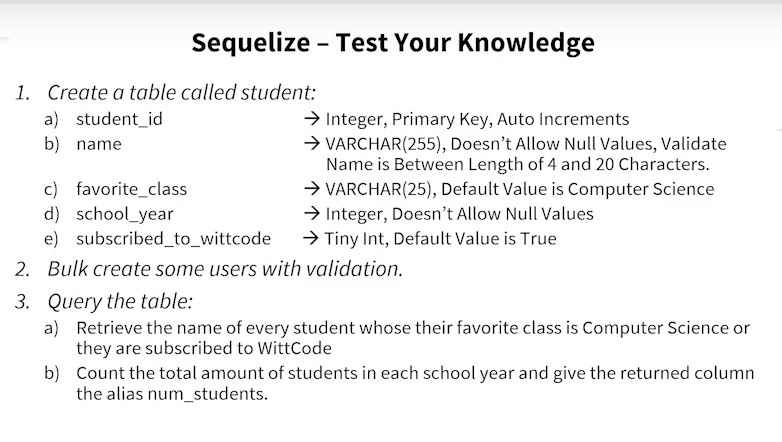 Sequelize – Test Your Knowledge
1. Create a table called student:
a) student_id → Integer, Primary Key, Auto Increments
b) name → VARCHAR(255), Doesn't Allow Null Values, Validate
Name is Between Length of 4 and 20 Characters.
c) favorite_class → VARCHAR(25), Default Value is Computer Science
d) school_year → Integer, Doesn't Allow Null Values
e) subscribed_to_wittcode → Tiny Int, Default Value is True
2. Bulk create some users with validation.
3. Query the table:
a) Retrieve the name of every student whose their favorite class is Computer Science or
they are subscribed to WittCode
b) Count the total amount of students in each school year and give the returned column
the alias num_students.